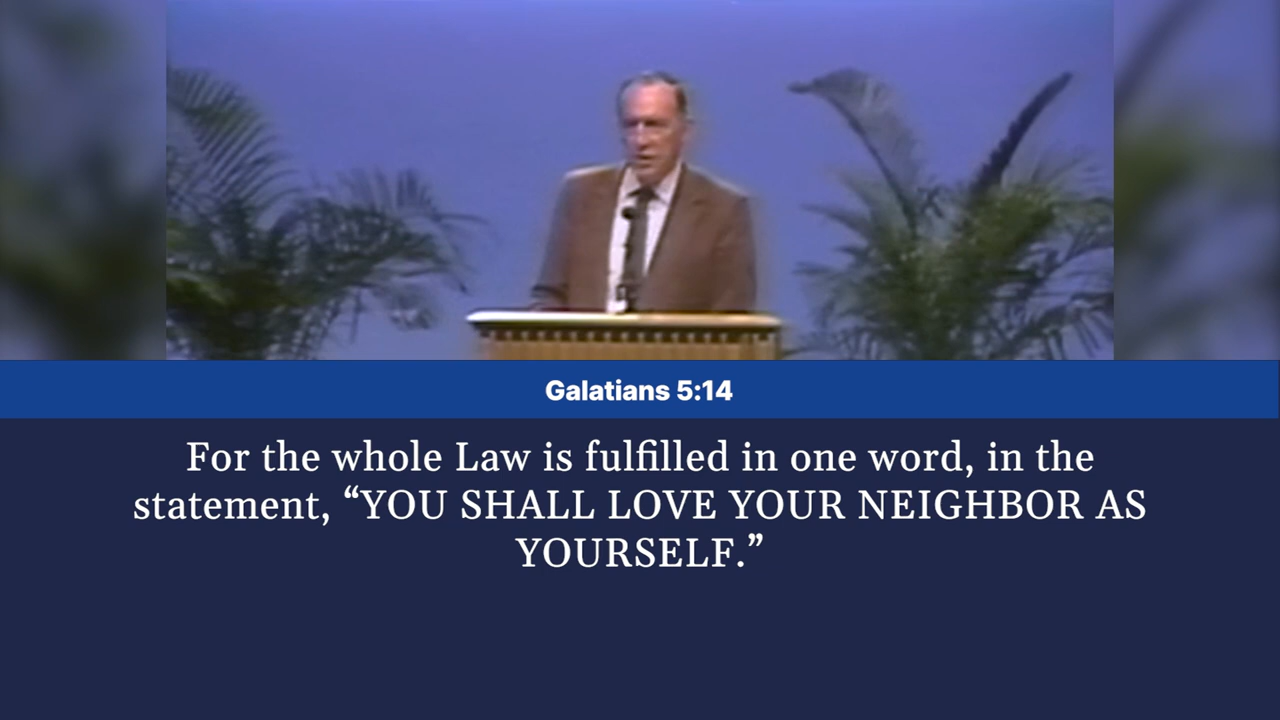 Galatians 5:14
For the whole Law is fulfilled in one word, in the
statement, “YOU SHALL LOVE YOUR NEIGHBOR AS
YOURSELF.”